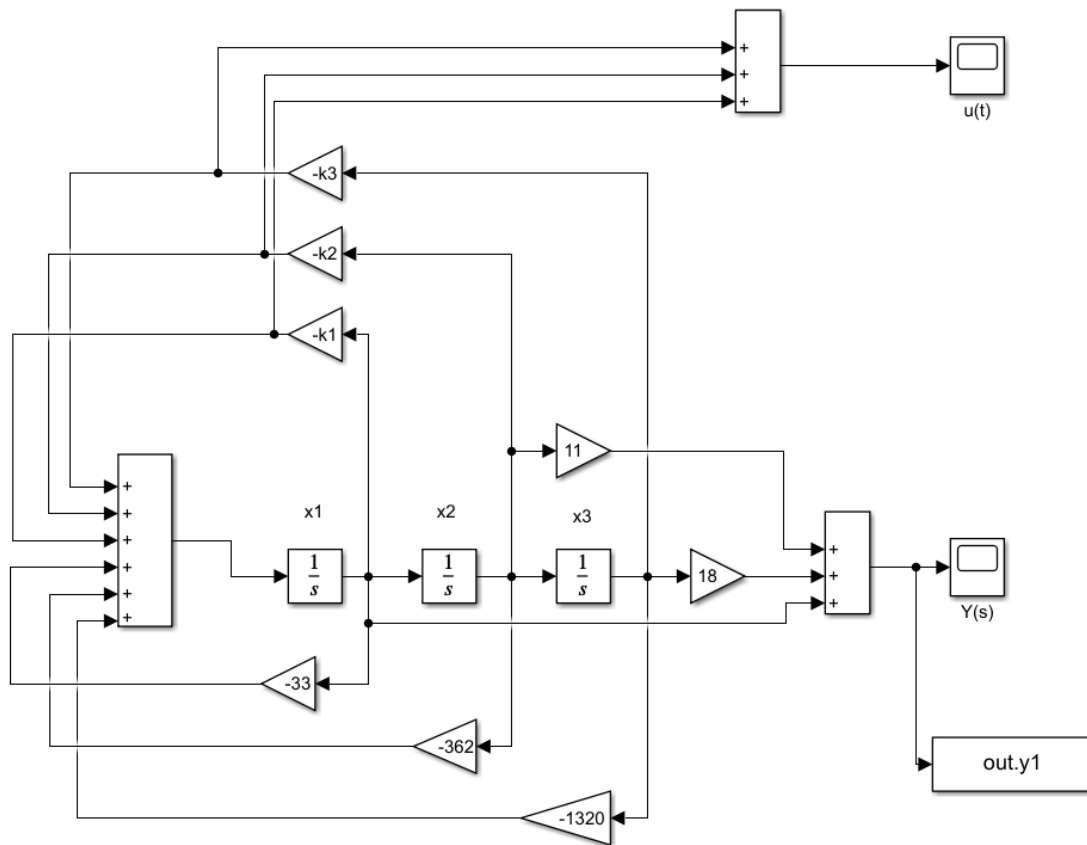 +
+
+
u(t)
-k3
-k2
-k1
11
+
+
+
+
+
+
x1
x2
x3
1
s
1
s
1
s
18
+
+
+
Y(s)
-33
-362
out.y1
-1320